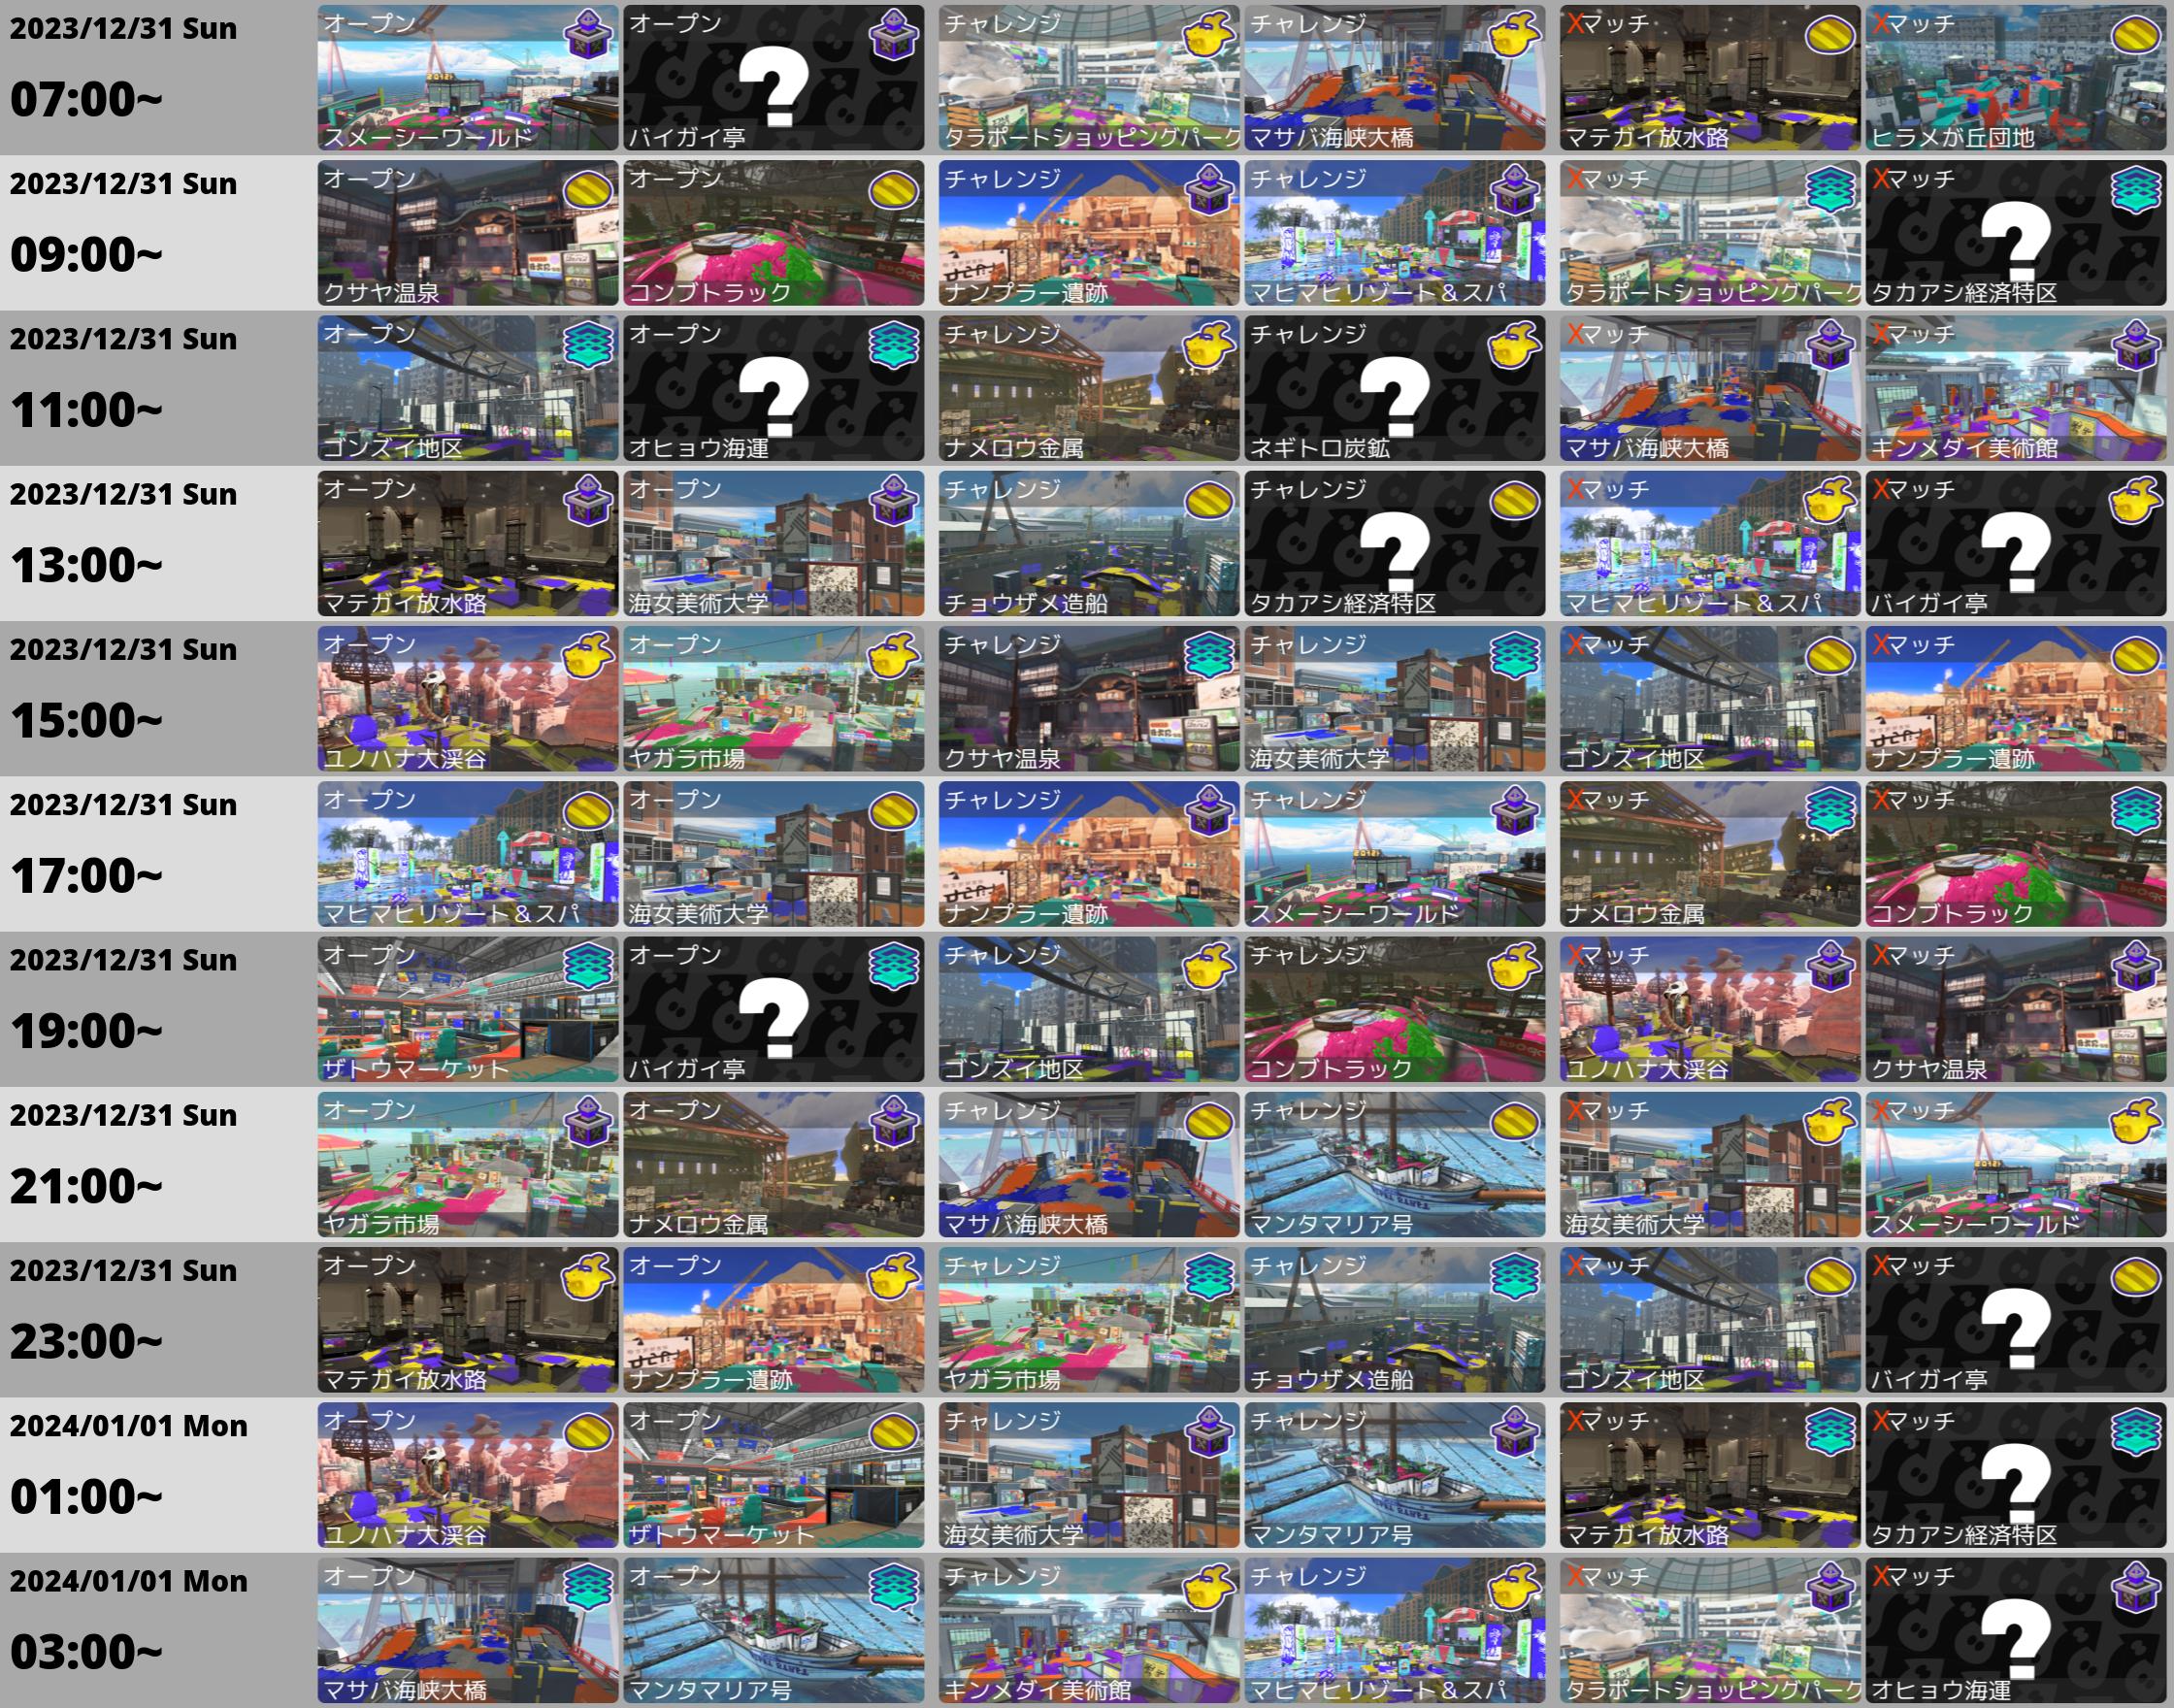 2023/12/31 Sun
07:00~
オープン
スメーシーワールド
オープン
バイガイ亭
チャレンジ
タラポートショッピングパーク
チャレンジ
マサバ海峡大橋
Xマッチ
マテガイ放水路
Xマッチ
ヒラメが丘団地
2023/12/31 Sun
09:00~
オープン
クサヤ温泉
オープン
コンブトラック
チャレンジ
ナンプラー遺跡
チャレンジ
マヒマヒリゾート&スパ
Xマッチ
タラポートショッピングパーク
Xマッチ
タカアシ経済特区
2023/12/31 Sun
11:00~
オープン
ゴンズイ地区
オープン
オヒョウ海運
チャレンジ
ナメロウ金属
チャレンジ
ネギトロ炭鉱
Xマッチ
マサバ海峡大橋
Xマッチ
キンメダイ美術館
2023/12/31 Sun
13:00~
オープン
マテガイ放水路
オープン
海女美術大学
チャレンジ
チョウザメ造船
チャレンジ
タカアシ経済特区
Xマッチ
マヒマヒリゾート&スパ
Xマッチ
バイガイ亭
2023/12/31 Sun
15:00~
オープン
ユノハナ大渓谷
オープン
ヤガラ市場
チャレンジ
クサヤ温泉
チャレンジ
海女美術大学
Xマッチ
ゴンズイ地区
Xマッチ
ナンプラー遺跡
2023/12/31 Sun
17:00~
オープン
マヒマヒリゾート&スパ
オープン
海女美術大学
チャレンジ
ナンプラー遺跡
チャレンジ
スメーシーワールド
Xマッチ
ナメロウ金属
Xマッチ
コンブトラック
2023/12/31 Sun
19:00~
オープン
ザトウマーケット
オープン
バイガイ亭
チャレンジ
ゴンズイ地区
チャレンジ
コンブトラック
Xマッチ
ユノハナ大渓谷
Xマッチ
クサヤ温泉
2023/12/31 Sun
21:00~
オープン
ヤガラ市場
オープン
ナメロウ金属
チャレンジ
マサバ海峡大橋
チャレンジ
マンタマリア号
Xマッチ
海女美術大学
Xマッチ
スメーシーワールド
2023/12/31 Sun
23:00~
オープン
マテガイ放水路
オープン
ナンプラー遺跡
チャレンジ
ヤガラ市場
チャレンジ
チョウザメ造船
Xマッチ
ゴンズイ地区
Xマッチ
バイガイ亭
2024/01/01 Mon
01:00~
オープン
ユノハナ大渓谷
オープン
ザトウマーケット
チャレンジ
海女美術大学
チャレンジ
マンタマリア号
Xマッチ
マテガイ放水路
Xマッチ
タカアシ経済特区
2024/01/01 Mon
03:00~
オープン
マサバ海峡大橋
オープン
マンタマリア号
チャレンジ
キンメダイ美術館
チャレンジ
マヒマヒリゾート&スパ
Xマッチ
タラポートショッピングパーク
Xマッチ
オヒョウ海運